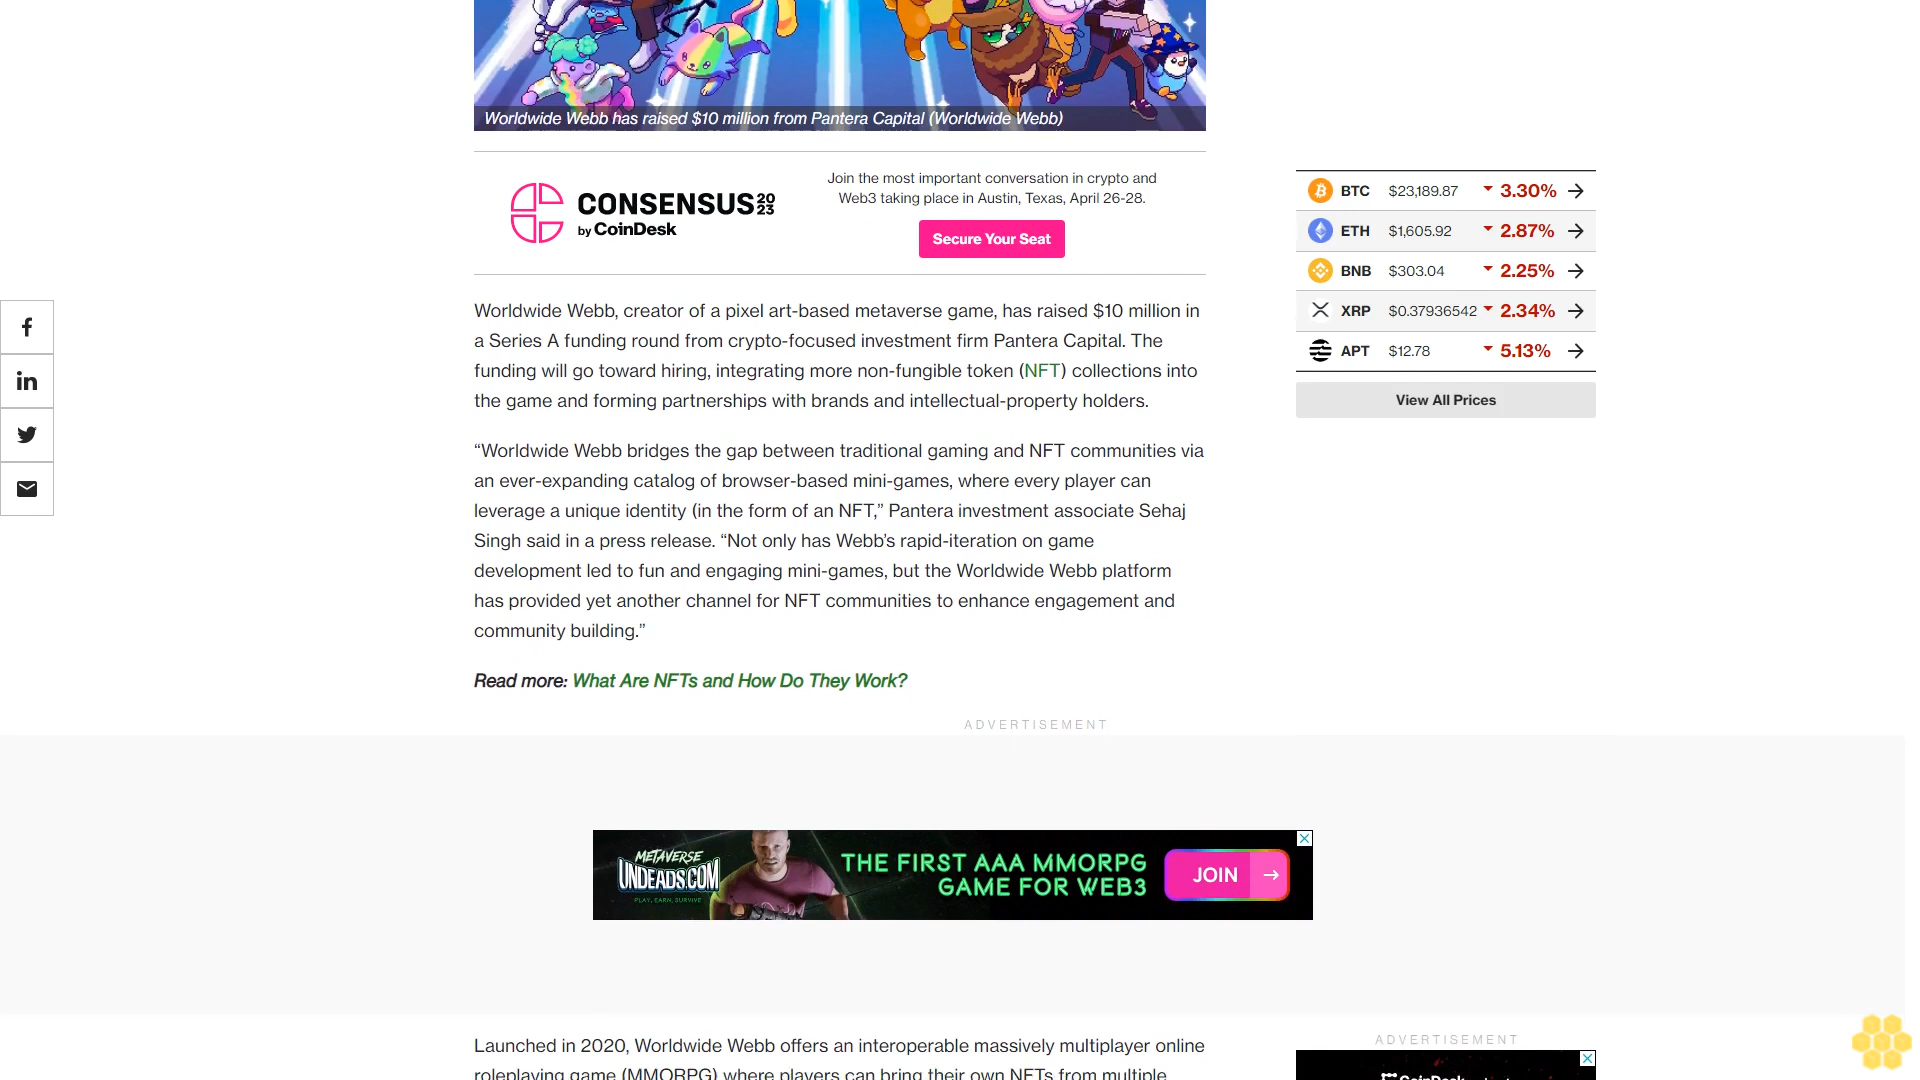 Worldwide Webb has raised $10 million from Pantera Capital (Worldwide Webb)
CONSENSUS 2023
by CoinDesk
Join the most important conversation in crypto and
Web3 taking place in Austin, Texas, April 26-28.
Secure Your Seat
BTC $23,189.87 3.30%
ETH $1,605.92 2.87%
BNB $303.04 2.25%
XRP $0.37936542 2.34%
APT $12.78 5.13%
View All Prices
Worldwide Webb, creator of a pixel art-based metaverse game, has raised $10 million in
a Series A funding round from crypto-focused investment firm Pantera Capital. The
funding will go toward hiring, integrating more non-fungible token (NFT) collections into
the game and forming partnerships with brands and intellectual-property holders.
“Worldwide Webb bridges the gap between traditional gaming and NFT communities via
an ever-expanding catalog of browser-based mini-games, where every player can
leverage a unique identity (in the form of an NFT,” Pantera investment associate Sehaj
Singh said in a press release. “Not only has Webb’s rapid-iteration on game
development led to fun and engaging mini-games, but the Worldwide Webb platform
has provided yet another channel for NFT communities to enhance engagement and
community building.”
Read more: What Are NFTs and How Do They Work?
ADVERTISEMENT
METAVERSE
UNDEADS.COM
PLAY, EARN, SURVIVE
THE FIRST AAA MMORPG
GAME FOR WEB3
JOIN
Launched in 2020, Worldwide Webb offers an interoperable massively multiplayer online
roleplaying game (MMORPG) where players can bring their own NFTs from multiple
ADVERTISEMENT
CoinDesk